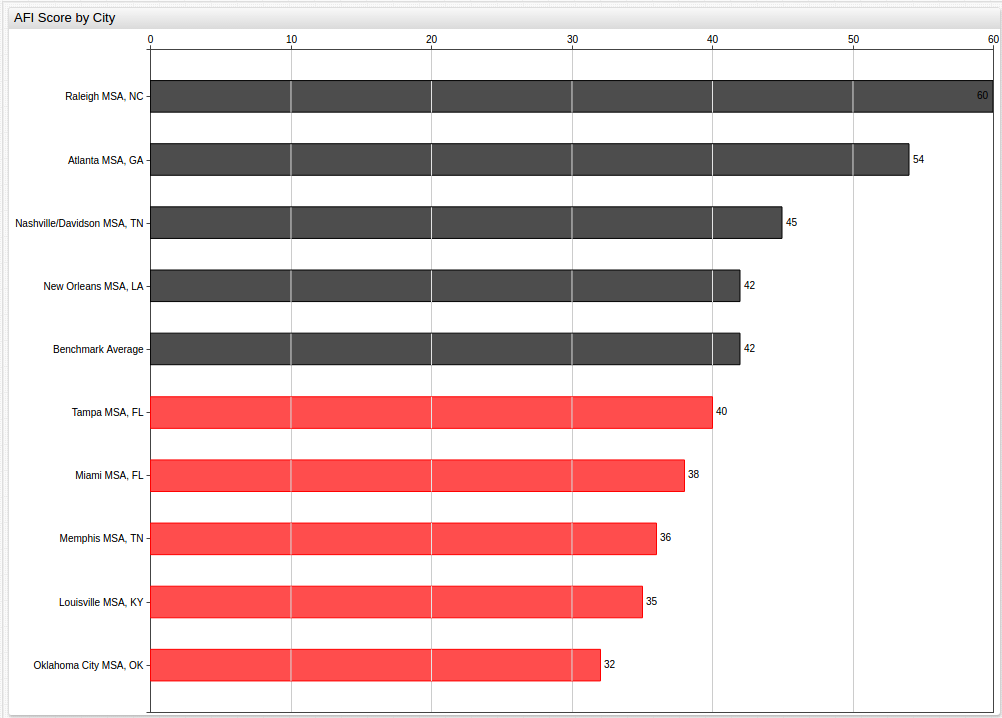 AFI Score by City
0 10 20 30 40 50 60
Raleigh MSA, NC 60
Atlanta MSA, GA 54
Nashville/Davidson MSA, TN 45
New Orleans MSA, LA 42
Benchmark Average 42
Tampa MSA, FL 40
Miami MSA, FL 38
Memphis MSA, TN 36
Louisville MSA, KY 35
Oklahoma City MSA, OK 32